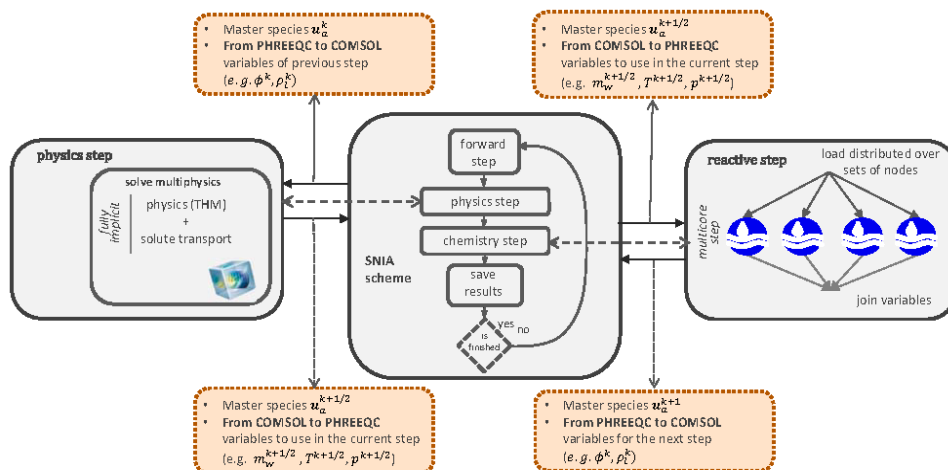 • Master species u_a^k
• From PHREEQC to COMSOL
variables of previous step
(e.g. ϕ^k, ρ_l^k)
• Master species u_a^{k+1/2}
• From COMSOL to PHREEQC
variables to use in the current step
(e.g. m_w^{k+1/2}, T^{k+1/2}, p^{k+1/2})
physics step
solve multiphysics
fully
implicit
physics (THM)
+
solute transport
SNIA
scheme
forward
step
physics step
chemistry step
save
results
is
finished
yes
no
reactive step
load distributed over
sets of nodes
multicore
step
join variables
• Master species u_a^{k+1/2}
• From COMSOL to PHREEQC
variables to use in the current step
(e.g. m_w^{k+1/2}, T^{k+1/2}, p^{k+1/2})
• Master species u_a^{k+1}
• From PHREEQC to COMSOL
variables for the next step
(e.g. ϕ^k, ρ_l^k)